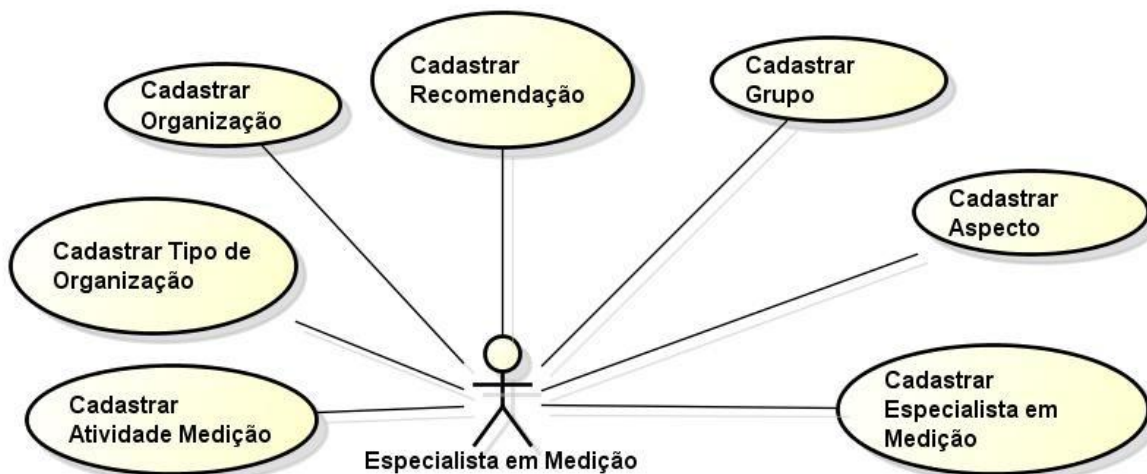 Cadastrar
Organização
Cadastrar
Recomendação
Cadastrar
Grupo
Cadastrar
Aspecto
Cadastrar Tipo de
Organização
Cadastrar
Atividade Medição
Cadastrar
Especialista em
Medição
Especialista em Medição